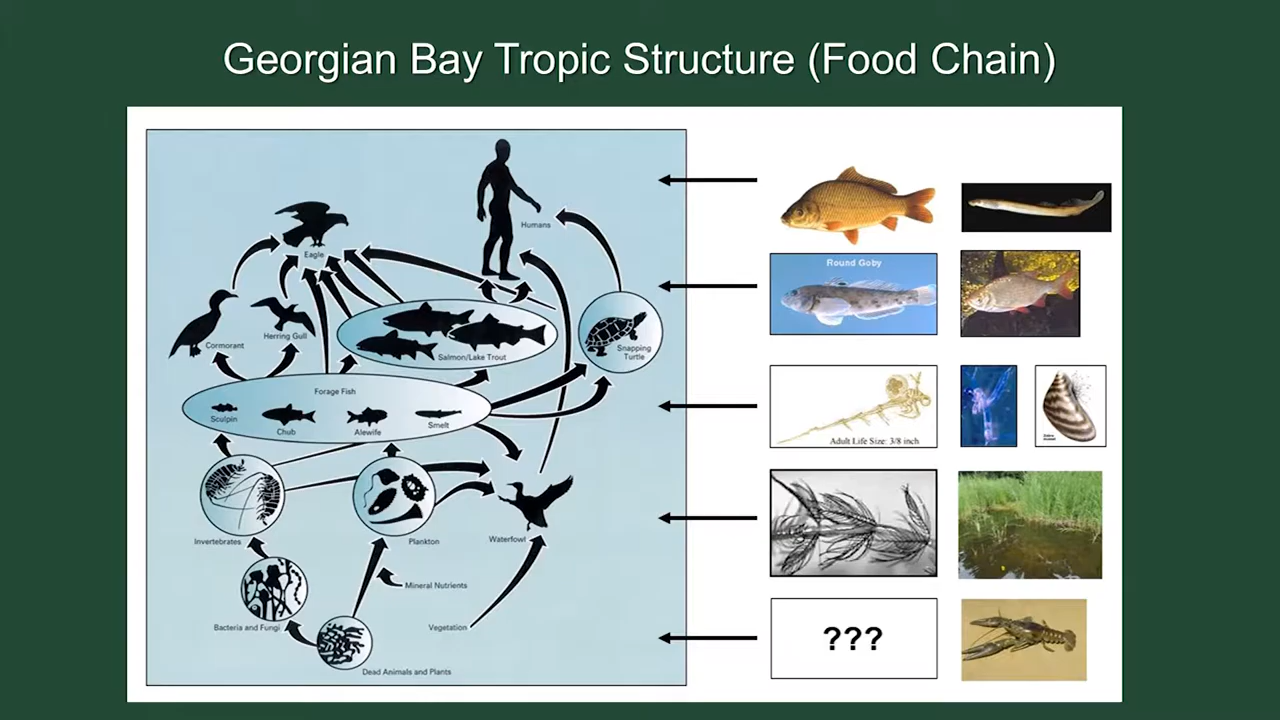 Georgian Bay Tropic Structure (Food Chain)
Humans
Eagle
Cormorant
Herring Gull
Salmon/Lake Trout
Snapping
Turtle
Forage Fish
Sculpin
Chub
Alewife
Smelt
Invertebrates
Plankton
Waterfowl
Mineral Nutrients
Bacteria and Fungi
Vegetation
Dead Animals and Plants
Round Goby
Adult Life Size: 3/8 inch
Zebra
mussel
???